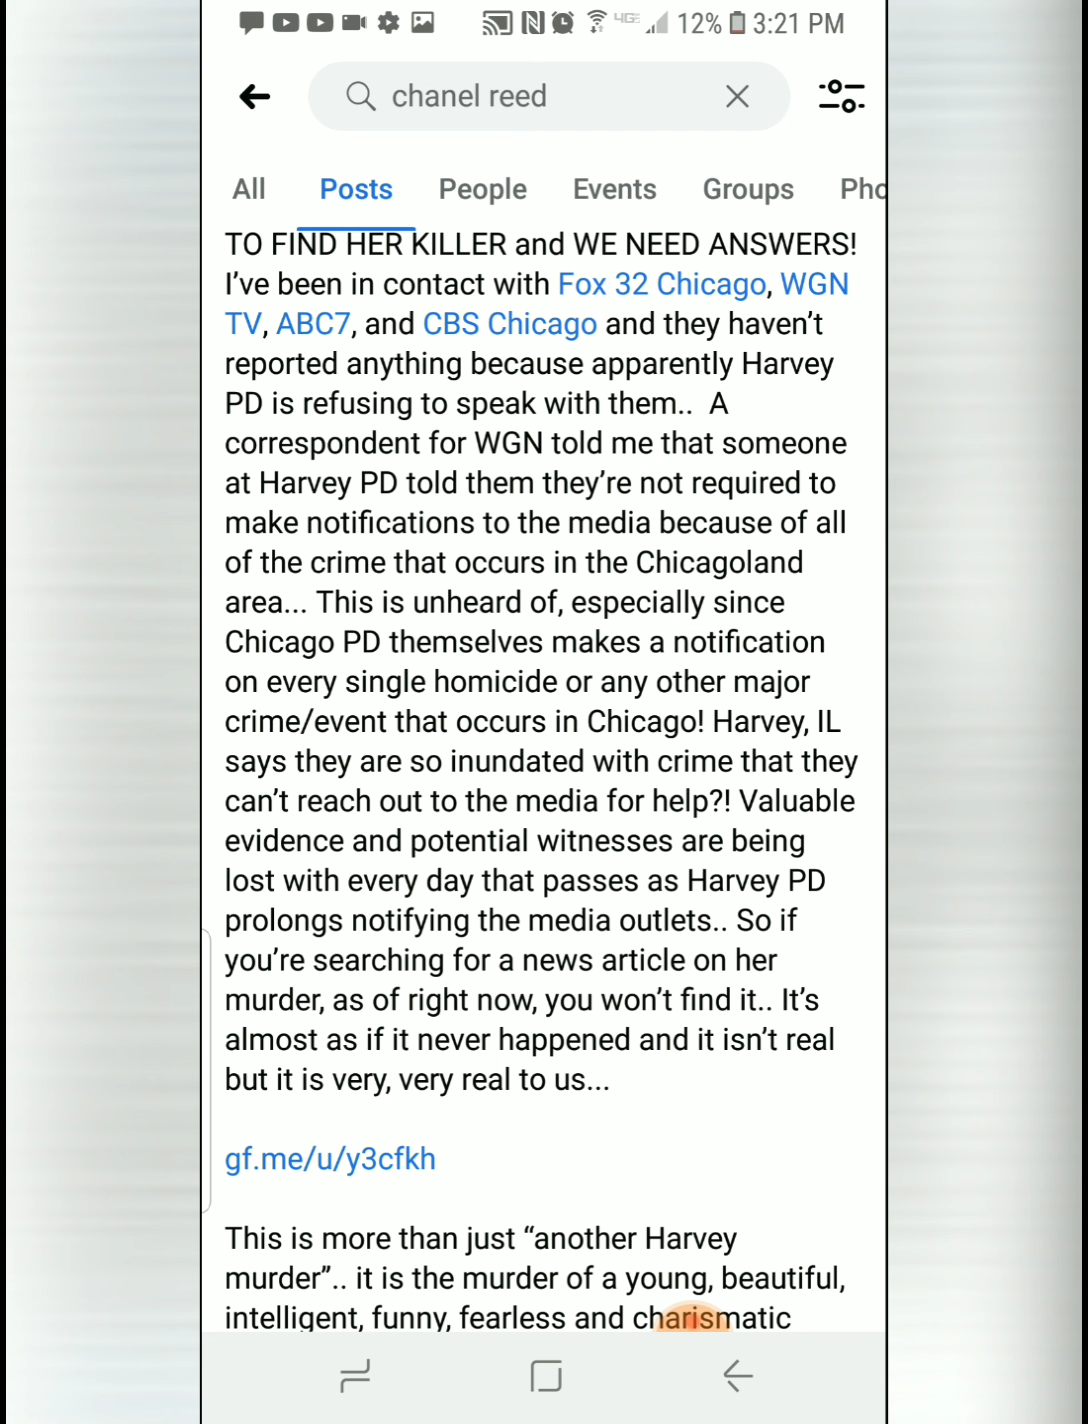 4GE 12% 3:21 PM
chanel reed
All Posts People Events Groups Pho
TO FIND HER KILLER and WE NEED ANSWERS!
I’ve been in contact with Fox 32 Chicago, WGN
TV, ABC7, and CBS Chicago and they haven’t
reported anything because apparently Harvey
PD is refusing to speak with them.. A
correspondent for WGN told me that someone
at Harvey PD told them they’re not required to
make notifications to the media because of all
of the crime that occurs in the Chicagoland
area... This is unheard of, especially since
Chicago PD themselves makes a notification
on every single homicide or any other major
crime/event that occurs in Chicago! Harvey, IL
says they are so inundated with crime that they
can’t reach out to the media for help?! Valuable
evidence and potential witnesses are being
lost with every day that passes as Harvey PD
prolongs notifying the media outlets.. So if
you’re searching for a news article on her
murder, as of right now, you won’t find it.. It’s
almost as if it never happened and it isn’t real
but it is very, very real to us...
gf.me/u/y3cfkh
This is more than just “another Harvey
murder”.. it is the murder of a young, beautiful,
intelligent, funny, fearless and charismatic